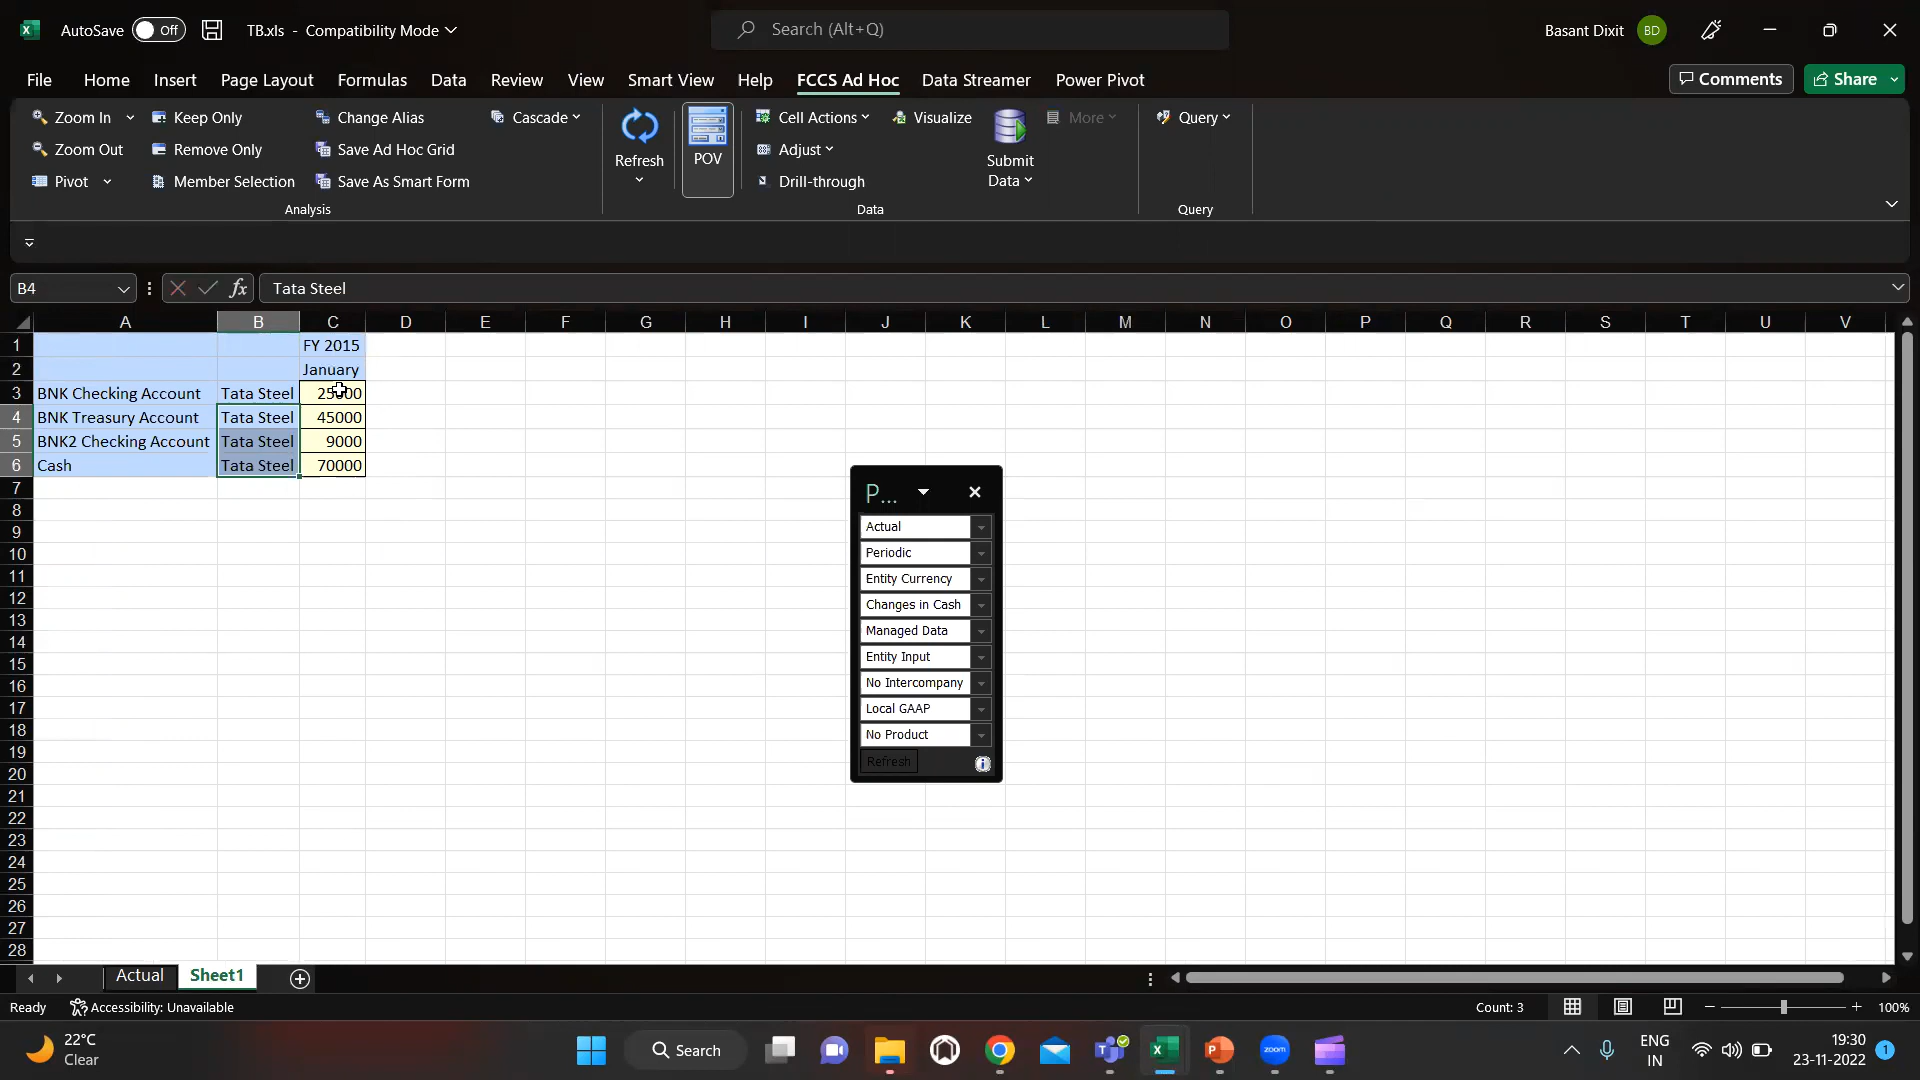 AutoSave Off TB.xls - Compatibility Mode Search (Alt+Q) Basant Dixit BD
File Home Insert Page Layout Formulas Data Review View Smart View Help FCCS Ad Hoc Data Streamer Power Pivot Comments Share
Zoom In Keep Only Change Alias Cascade Cell Actions Visualize More Query
Zoom Out Remove Only Save Ad Hoc Grid Refresh POV Adjust Submit Data
Pivot Member Selection Save As Smart Form Drill-through
Analysis Data Query
B4 fx Tata Steel
A B C D E F G H I J K L M N O P Q R S T U V
1 FY 2015
2 January
3 BNK Checking Account Tata Steel
4 BNK Treasury Account Tata Steel 45000
5 BNK2 Checking Account Tata Steel 9000
6 Cash Tata Steel 70000
7
8
9
10
11
12
13
14
15
16
17
18
19
20
21
22
23
24
25
26
27
28
P...
Actual
Periodic
Entity Currency
Changes in Cash
Managed Data
Entity Input
No Intercompany
Local GAAP
No Product
Refresh
Actual Sheet1
Ready Accessibility: Unavailable Count: 3 100%
22°C
Clear
Search
zoom
ENG
IN
19:30
23-11-2022
1